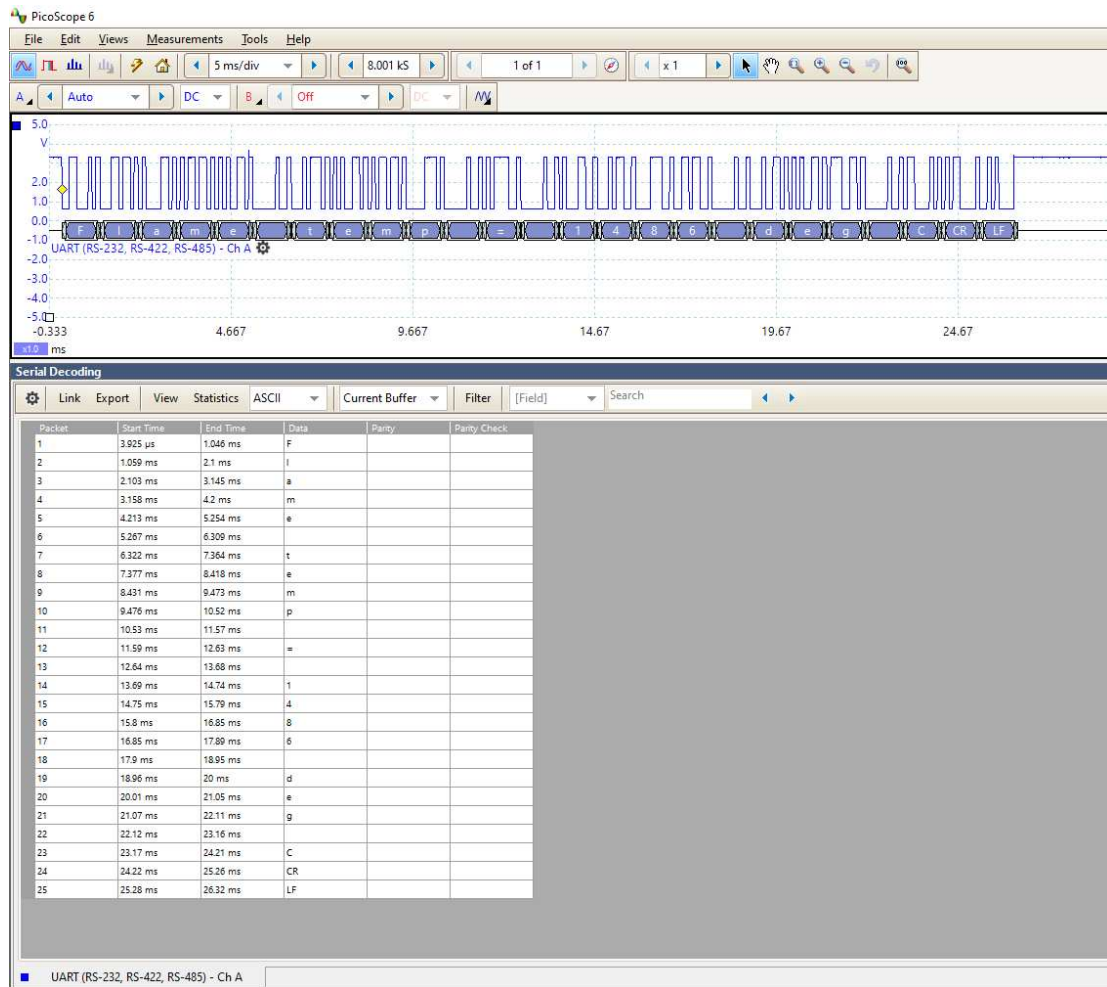 PicoScope 6
File Edit Views Measurements Tools Help
5 ms/div 8.001 kS 1 of 1 x 1
A Auto DC B Off DC
5.0
V
2.0
1.0
0.0
F l a m e t e m p = 1 4 8 6 d e g C CR LF
-1.0
UART (RS-232, RS-422, RS-485) - Ch A
-2.0
-3.0
-4.0
-5.0
-0.333 4.667 9.667 14.67 19.67 24.67
x1.0 ms
Serial Decoding
Link Export View Statistics ASCII Current Buffer Filter [Field] Search
Packet Start Time End Time Data Parity Parity Check
1 3.925 µs 1.046 ms F
2 1.059 ms 2.1 ms l
3 2.103 ms 3.145 ms a
4 3.158 ms 4.2 ms m
5 4.213 ms 5.254 ms e
6 5.267 ms 6.309 ms
7 6.322 ms 7.364 ms t
8 7.377 ms 8.418 ms e
9 8.431 ms 9.473 ms m
10 9.476 ms 10.52 ms p
11 10.53 ms 11.57 ms
12 11.59 ms 12.63 ms =
13 12.64 ms 13.68 ms
14 13.69 ms 14.74 ms 1
15 14.75 ms 15.79 ms 4
16 15.8 ms 16.85 ms 8
17 16.85 ms 17.89 ms 6
18 17.9 ms 18.95 ms
19 18.96 ms 20 ms d
20 20.01 ms 21.05 ms e
21 21.07 ms 22.11 ms g
22 22.12 ms 23.16 ms
23 23.17 ms 24.21 ms C
24 24.22 ms 25.26 ms CR
25 25.28 ms 26.32 ms LF
UART (RS-232, RS-422, RS-485) - Ch A